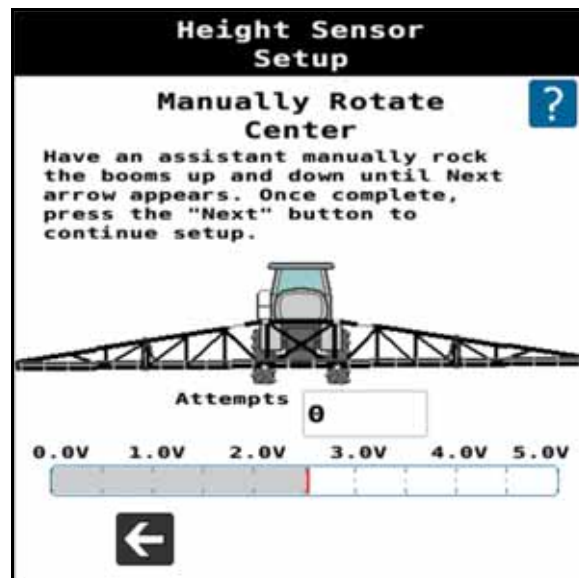 Height Sensor
Setup
Manually Rotate
Center
?
Have an assistant manually rock
the booms up and down until Next
arrow appears. Once complete,
press the "Next" button to
continue setup.
Attempts 0
0.0V 1.0V 2.0V 3.0V 4.0V 5.0V